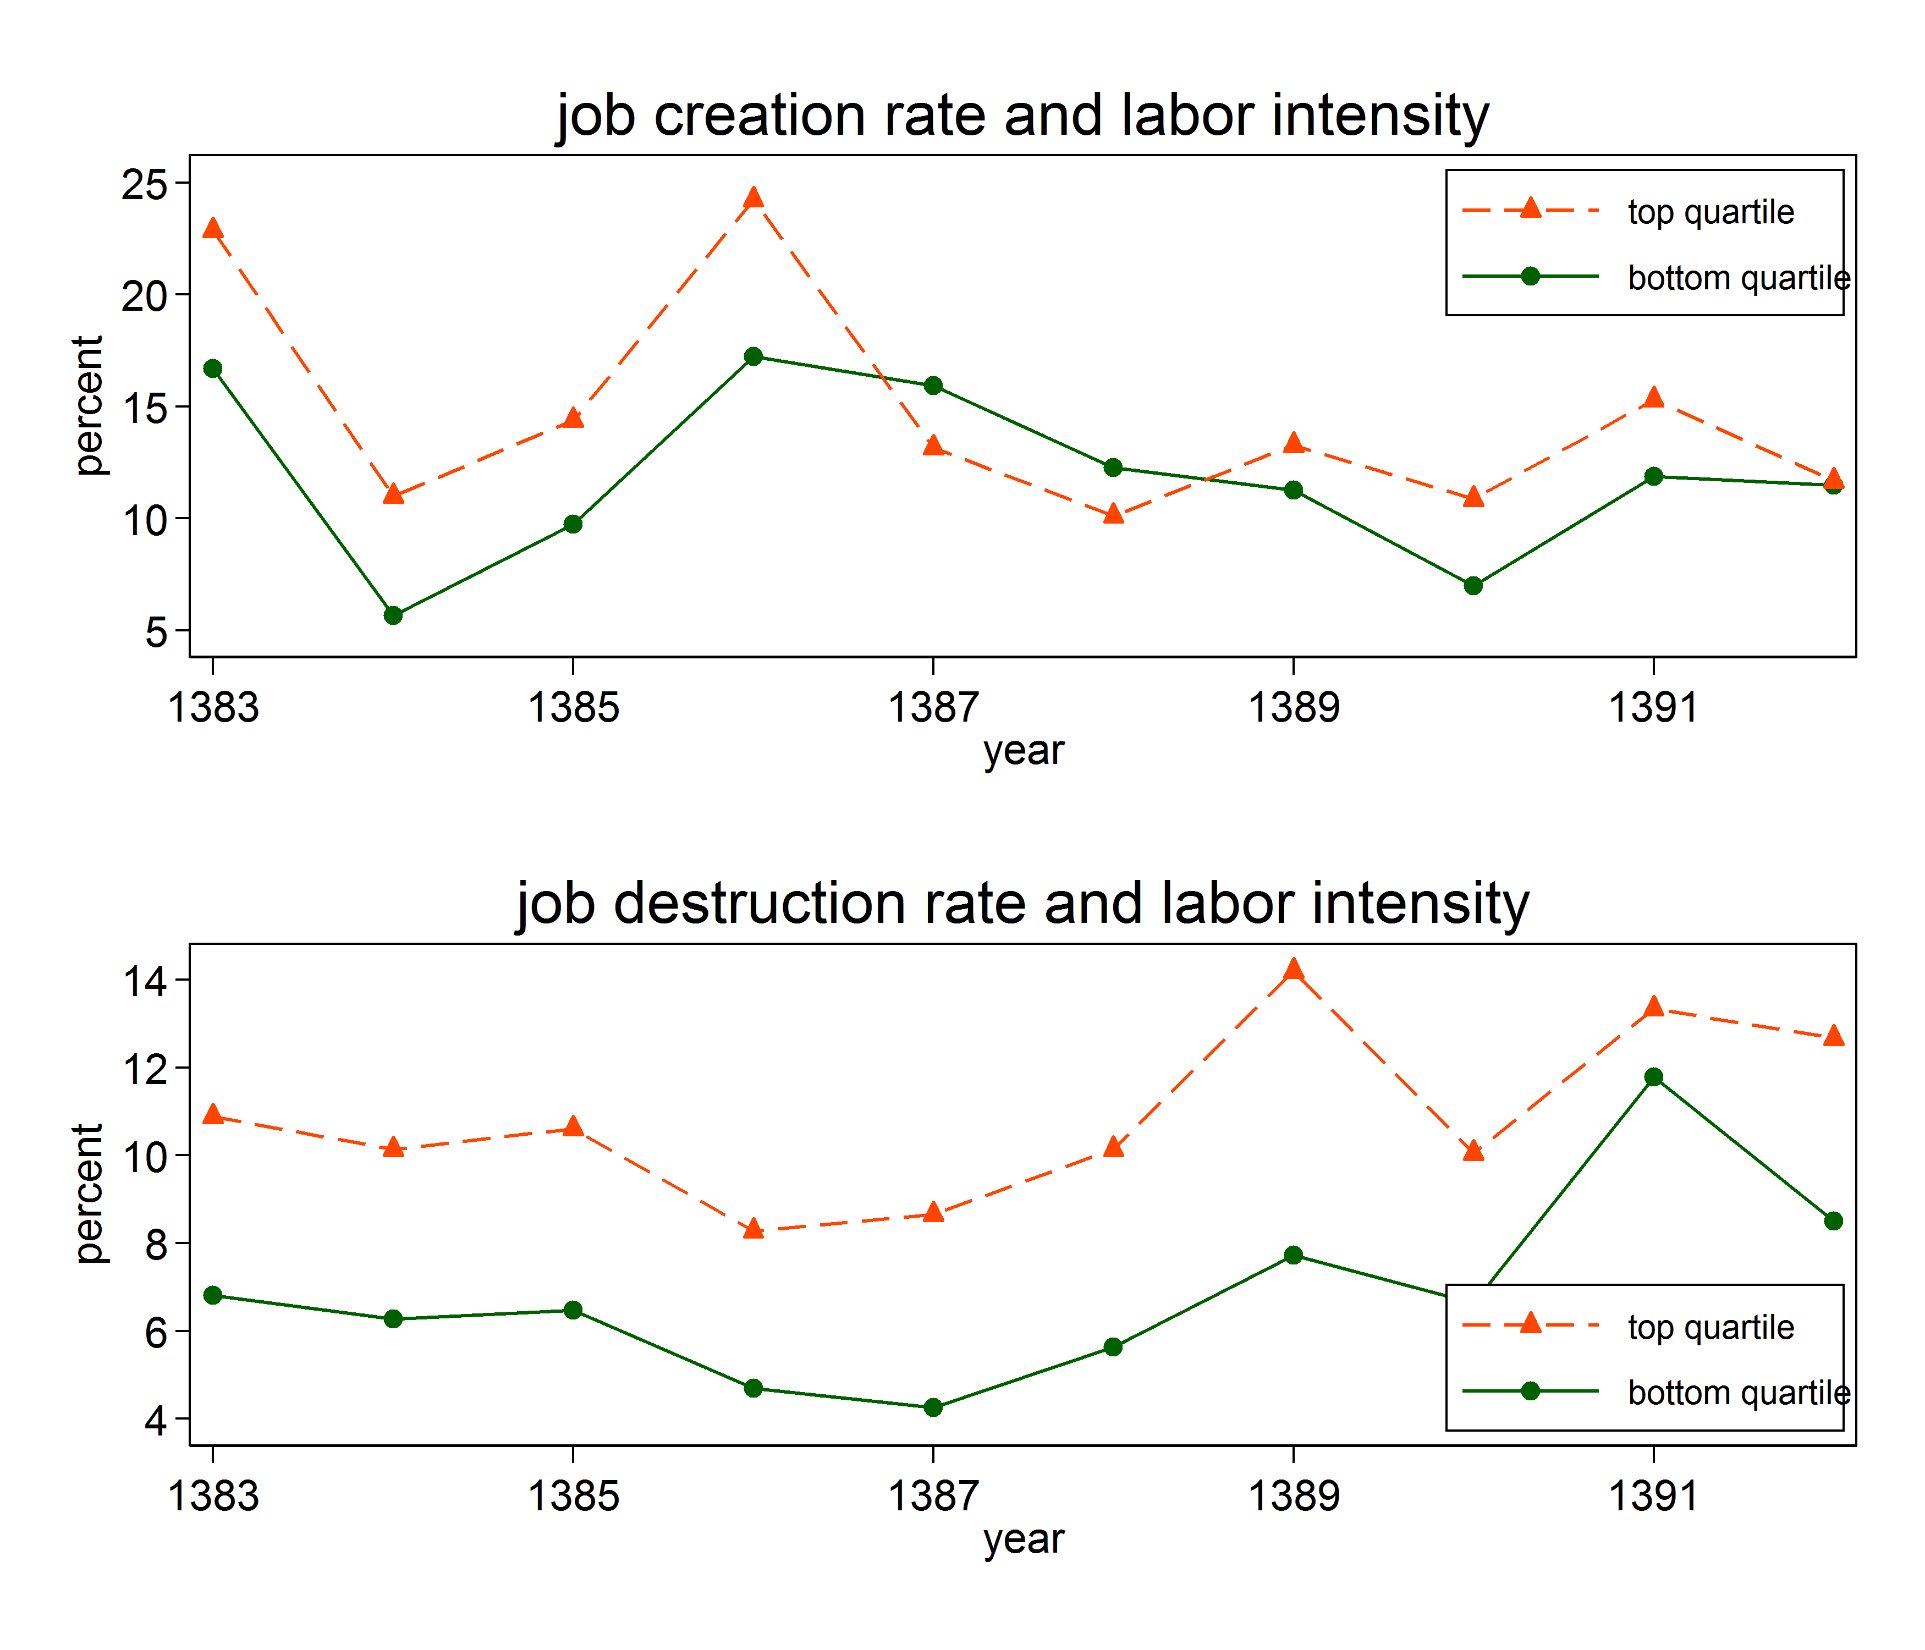 job creation rate and labor intensity
25
20
15
10
5
percent
top quartile
bottom quartile
1383 1385 1387 1389 1391
year
job destruction rate and labor intensity
14
12
10
8
6
4
percent
top quartile
bottom quartile
1383 1385 1387 1389 1391
year